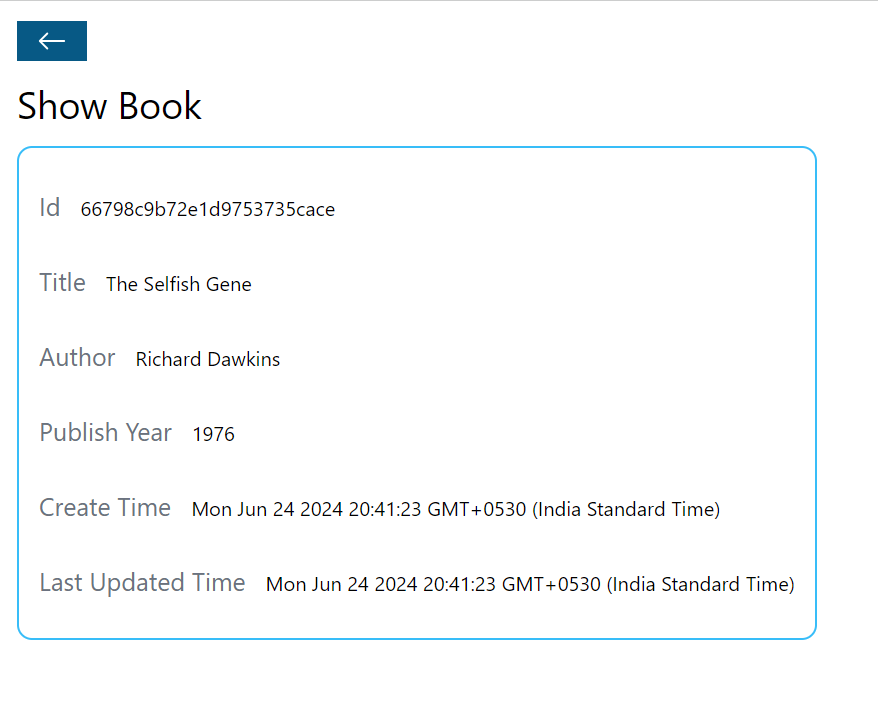 Show Book
Id 66798c9b72e1d9753735cace
Title The Selfish Gene
Author Richard Dawkins
Publish Year 1976
Create Time Mon Jun 24 2024 20:41:23 GMT+0530 (India Standard Time)
Last Updated Time Mon Jun 24 2024 20:41:23 GMT+0530 (India Standard Time)